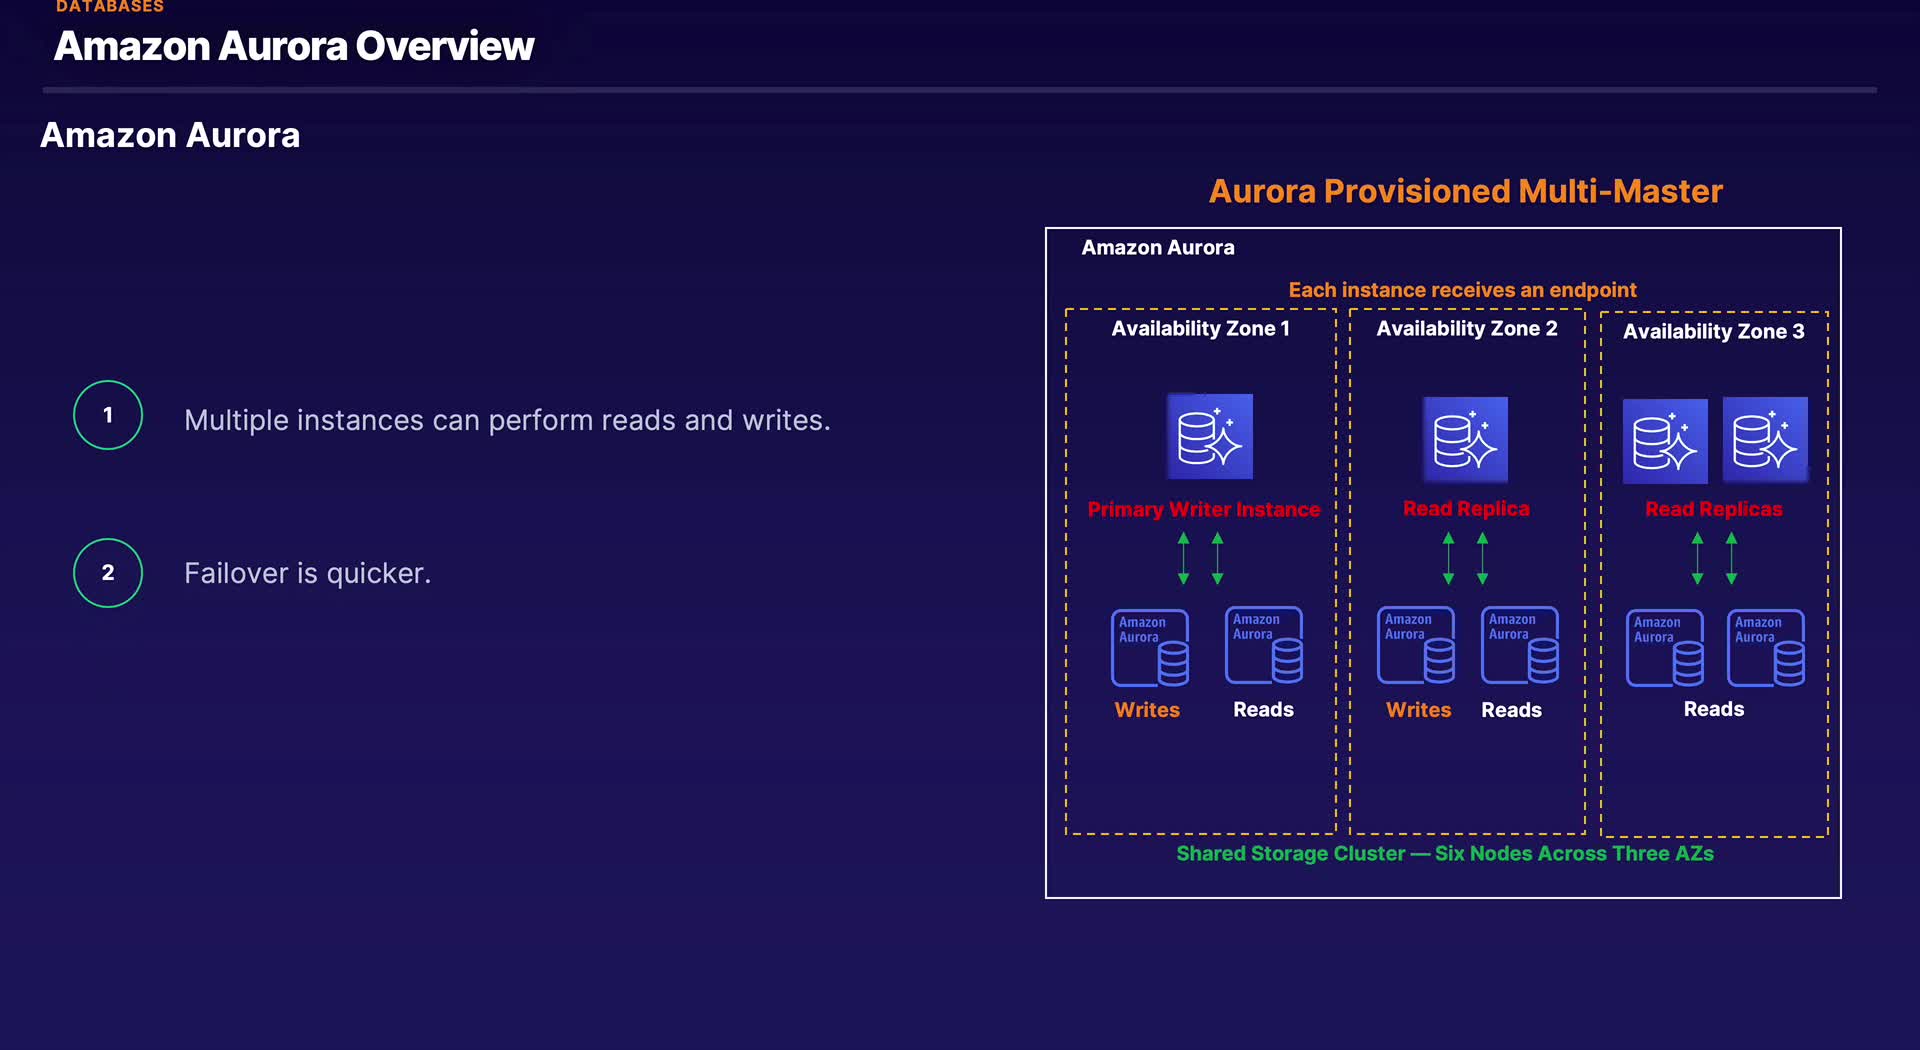 DATABASES
Amazon Aurora Overview
Amazon Aurora
1
Multiple instances can perform reads and writes.
2
Failover is quicker.
Aurora Provisioned Multi-Master
Amazon Aurora
Each instance receives an endpoint
Availability Zone 1
Availability Zone 2
Availability Zone 3
Primary Writer Instance
Read Replica
Read Replicas
Amazon
Aurora
Amazon
Aurora
Amazon
Aurora
Amazon
Aurora
Amazon
Aurora
Amazon
Aurora
Writes
Reads
Writes
Reads
Reads
Shared Storage Cluster — Six Nodes Across Three AZs